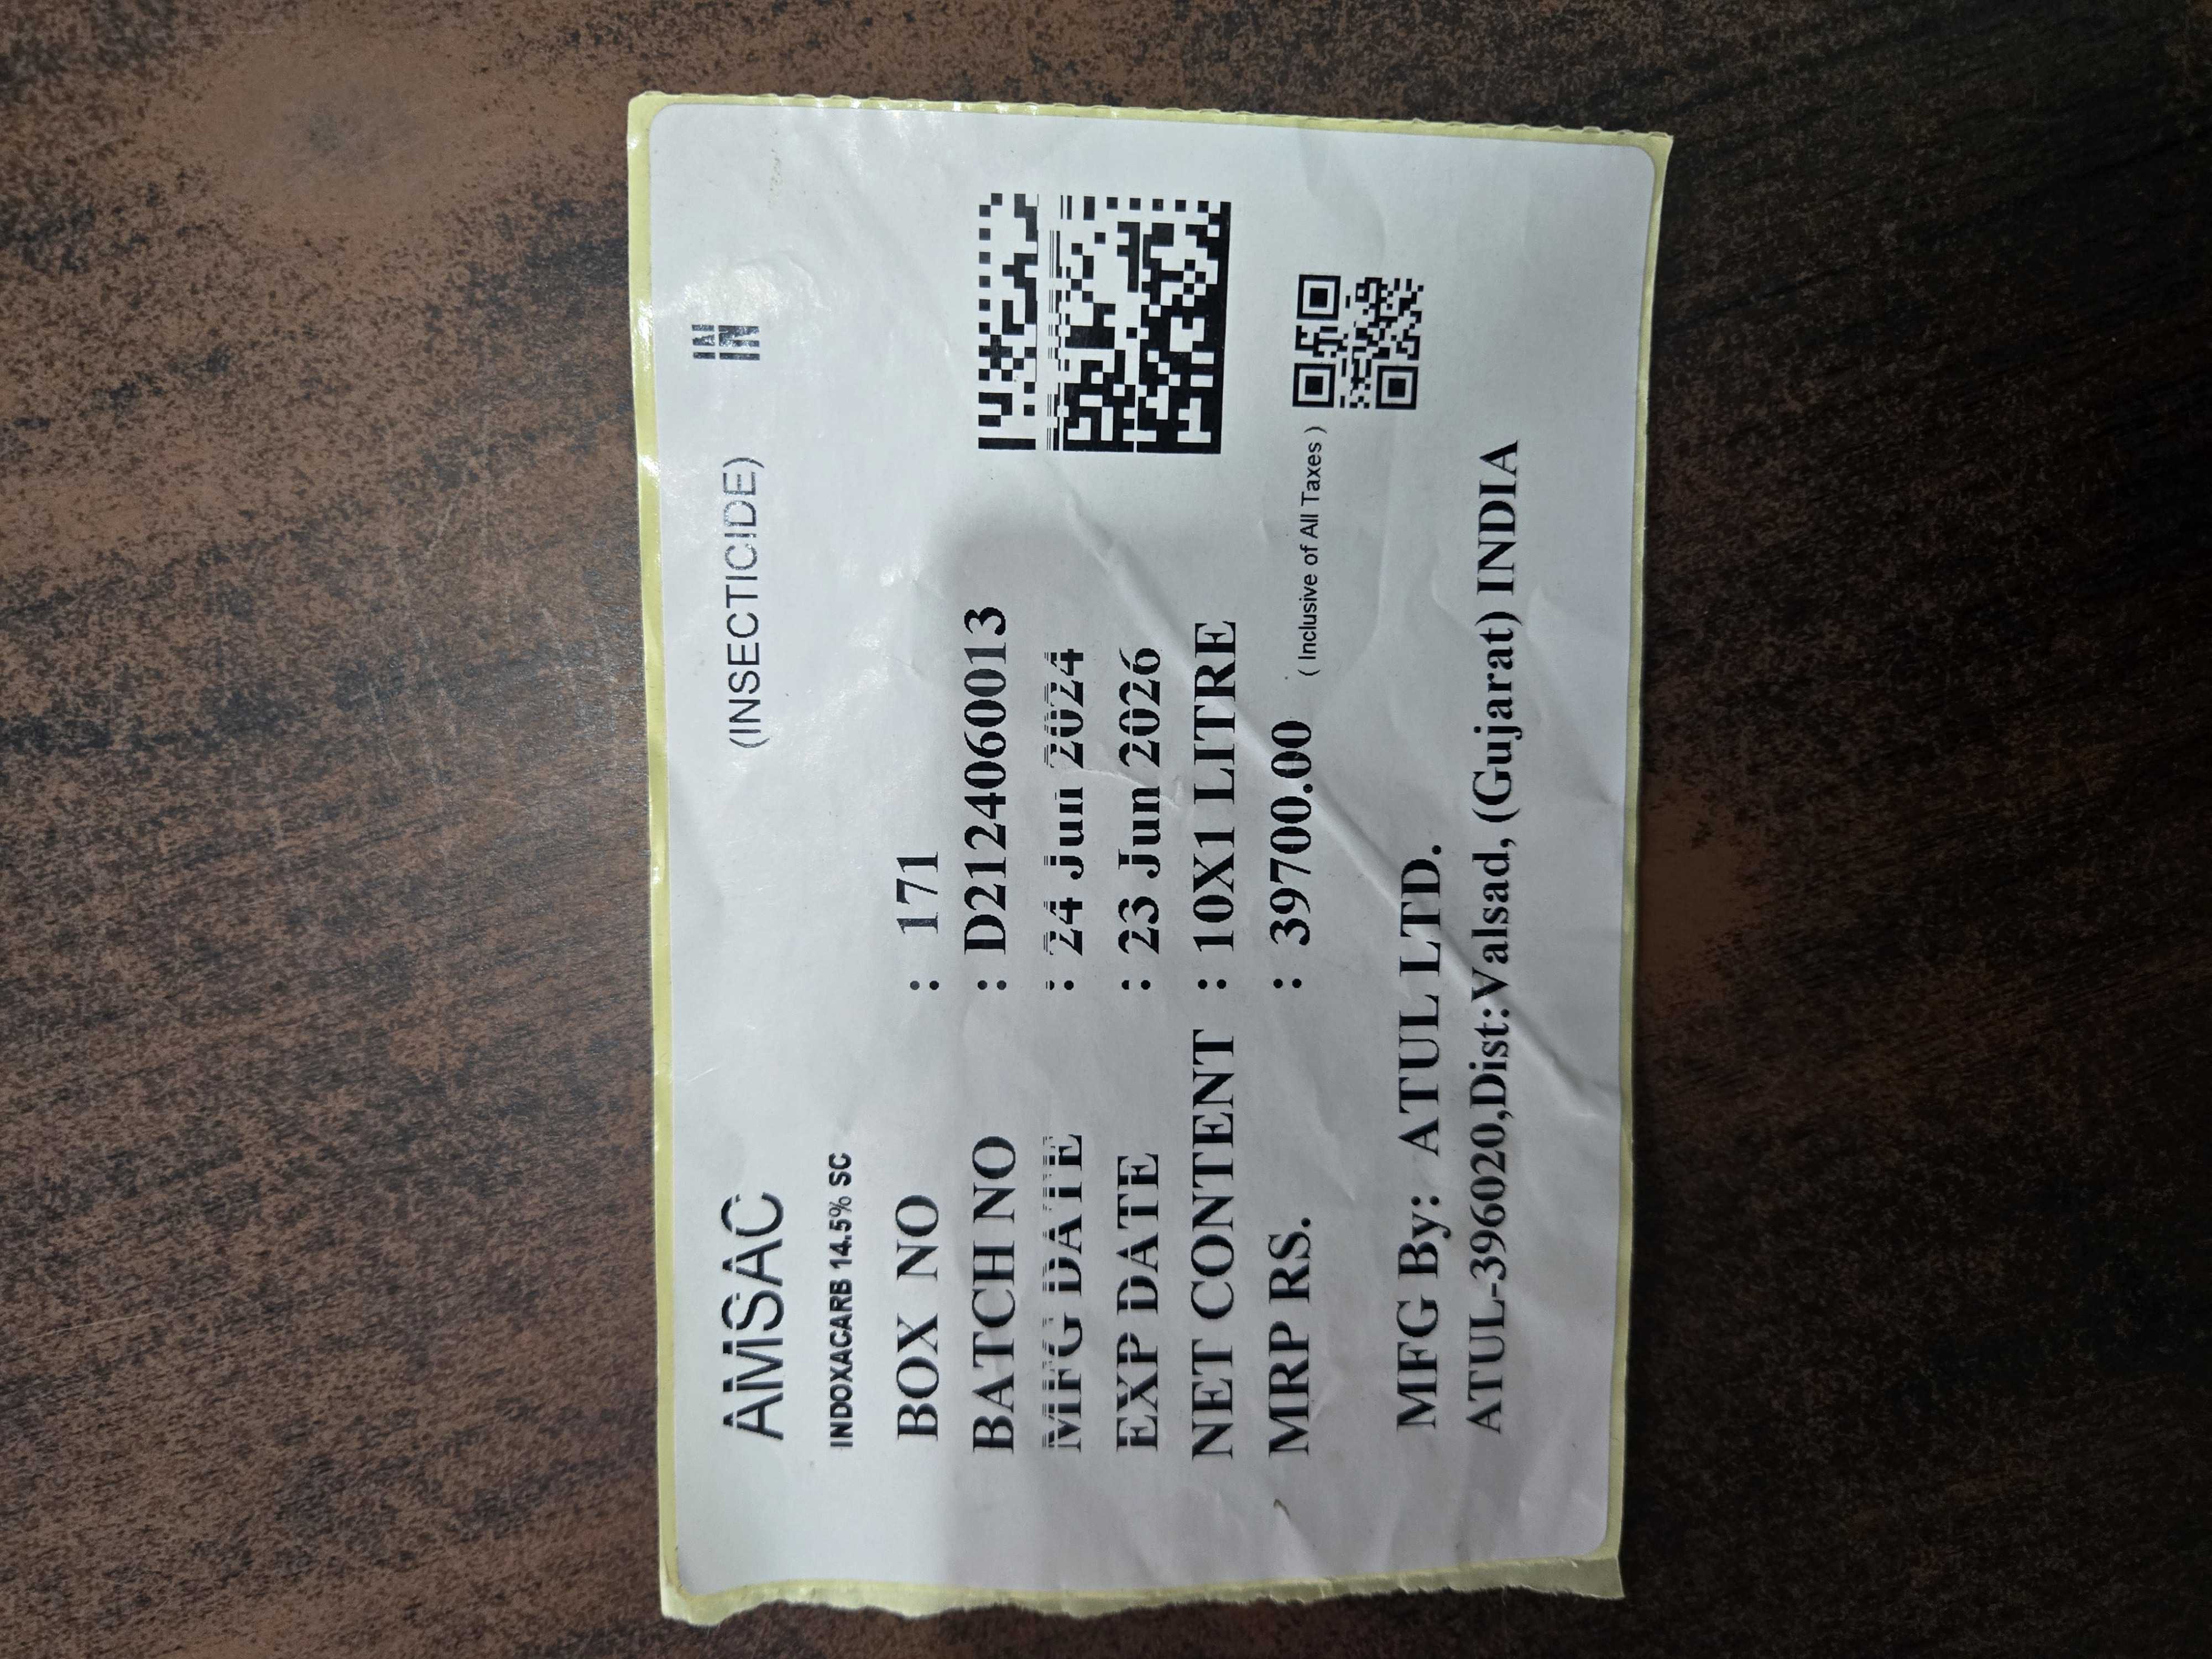 AMSAC (INSECTICIDE) IN
INDOXACARB 14.5% SC
BOX NO : 171
BATCH NO : D2124060013
MFG DATE : 24 Jun 2024
EXP DATE : 23 Jun 2026
NET CONTENT : 10X1 LITRE
MRP RS. : 39700.00 ( Inclusive of All Taxes )
MFG By: ATUL LTD.
ATUL-396020,Dist:Valsad, (Gujarat) INDIA